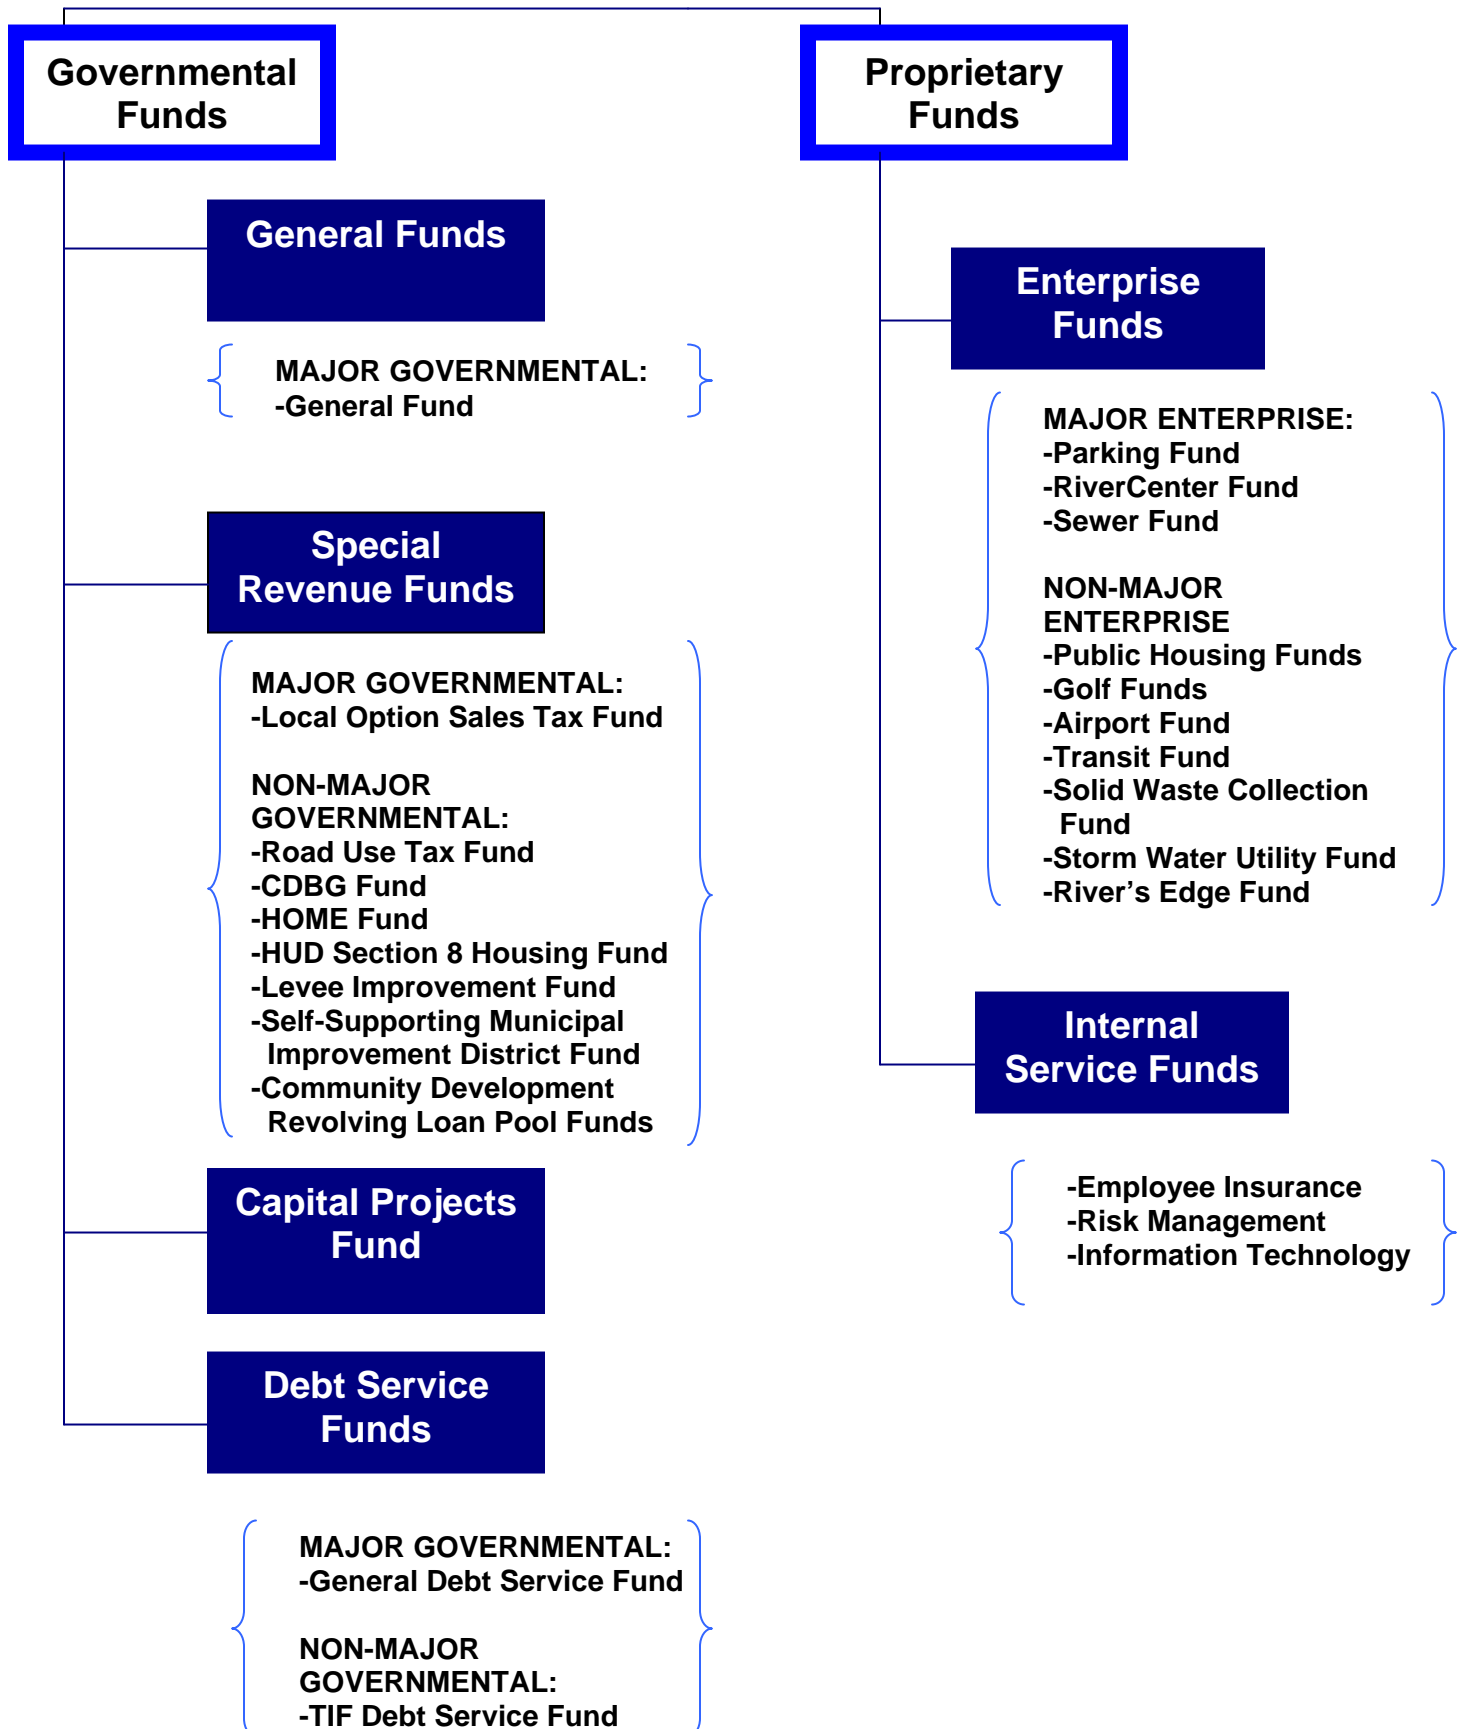 Governmental
Funds
General Funds
MAJOR GOVERNMENTAL:
-General Fund
Special
Revenue Funds
MAJOR GOVERNMENTAL:
-Local Option Sales Tax Fund
NON-MAJOR
GOVERNMENTAL:
-Road Use Tax Fund
-CDBG Fund
-HOME Fund
-HUD Section 8 Housing Fund
-Levee Improvement Fund
-Self-Supporting Municipal
Improvement District Fund
-Community Development
Revolving Loan Pool Funds
Capital Projects
Fund
Debt Service
Funds
MAJOR GOVERNMENTAL:
-General Debt Service Fund
NON-MAJOR
GOVERNMENTAL:
-TIF Debt Service Fund
Proprietary
Funds
Enterprise
Funds
MAJOR ENTERPRISE:
-Parking Fund
-RiverCenter Fund
-Sewer Fund
NON-MAJOR
ENTERPRISE
-Public Housing Funds
-Golf Funds
-Airport Fund
-Transit Fund
-Solid Waste Collection
Fund
-Storm Water Utility Fund
-River’s Edge Fund
Internal
Service Funds
-Employee Insurance
-Risk Management
-Information Technology